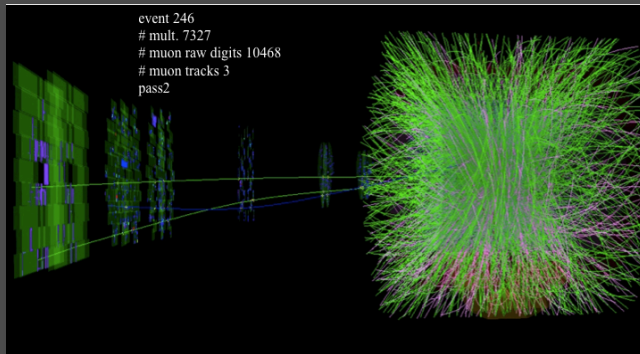 event 246
# mult. 7327
# muon raw digits 10468
# muon tracks 3
pass2